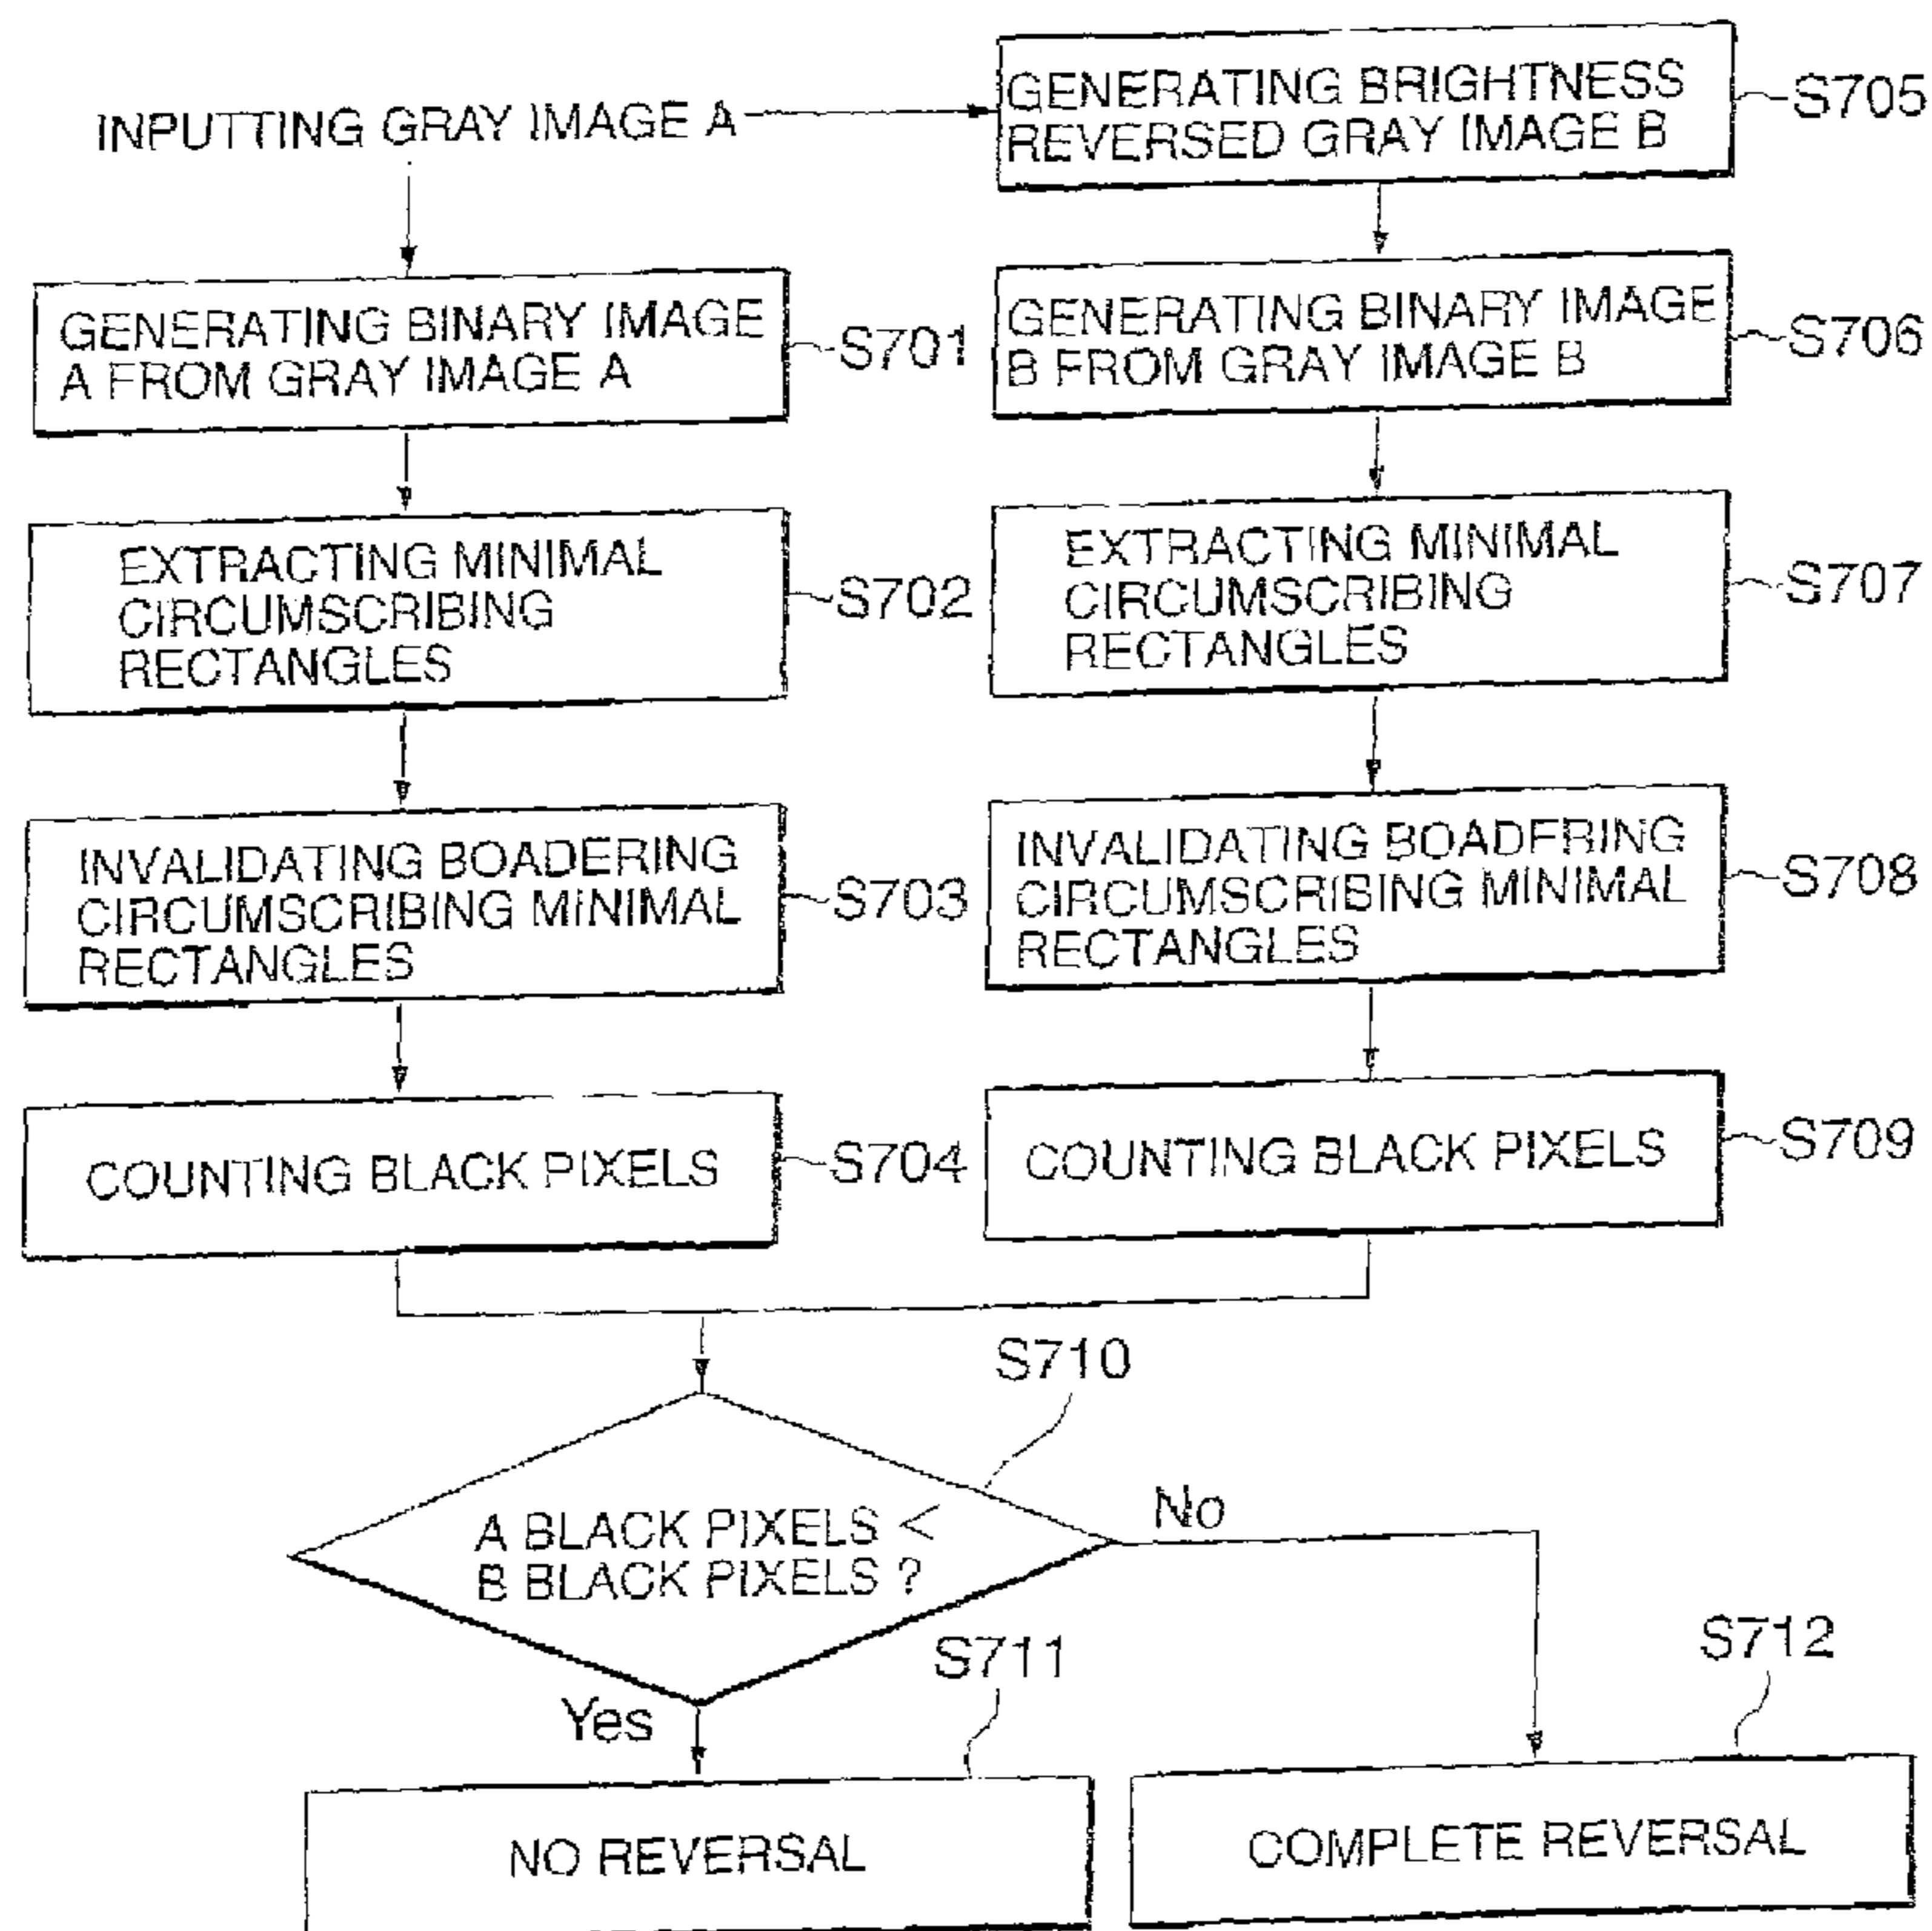 INPUTTING GRAY IMAGE A
GENERATING BRIGHTNESS
REVERSED GRAY IMAGE B
S705
GENERATING BINARY IMAGE
A FROM GRAY IMAGE A
S701
GENERATING BINARY IMAGE
B FROM GRAY IMAGE B
S706
EXTRACTING MINIMAL
CIRCUMSCRIBING
RECTANGLES
S702
EXTRACTING MINIMAL
CIRCUMSCRIBING
RECTANGLES
S707
INVALIDATING BOADERING
CIRCUMSCRIBING MINIMAL
RECTANGLES
S703
INVALIDATING BOADERING
CIRCUMSCRIBING MINIMAL
RECTANGLES
S708
COUNTING BLACK PIXELS
S704
COUNTING BLACK PIXELS
S709
S710
A BLACK PIXELS <
B BLACK PIXELS ?
No
Yes
S711
S712
NO REVERSAL
COMPLETE REVERSAL